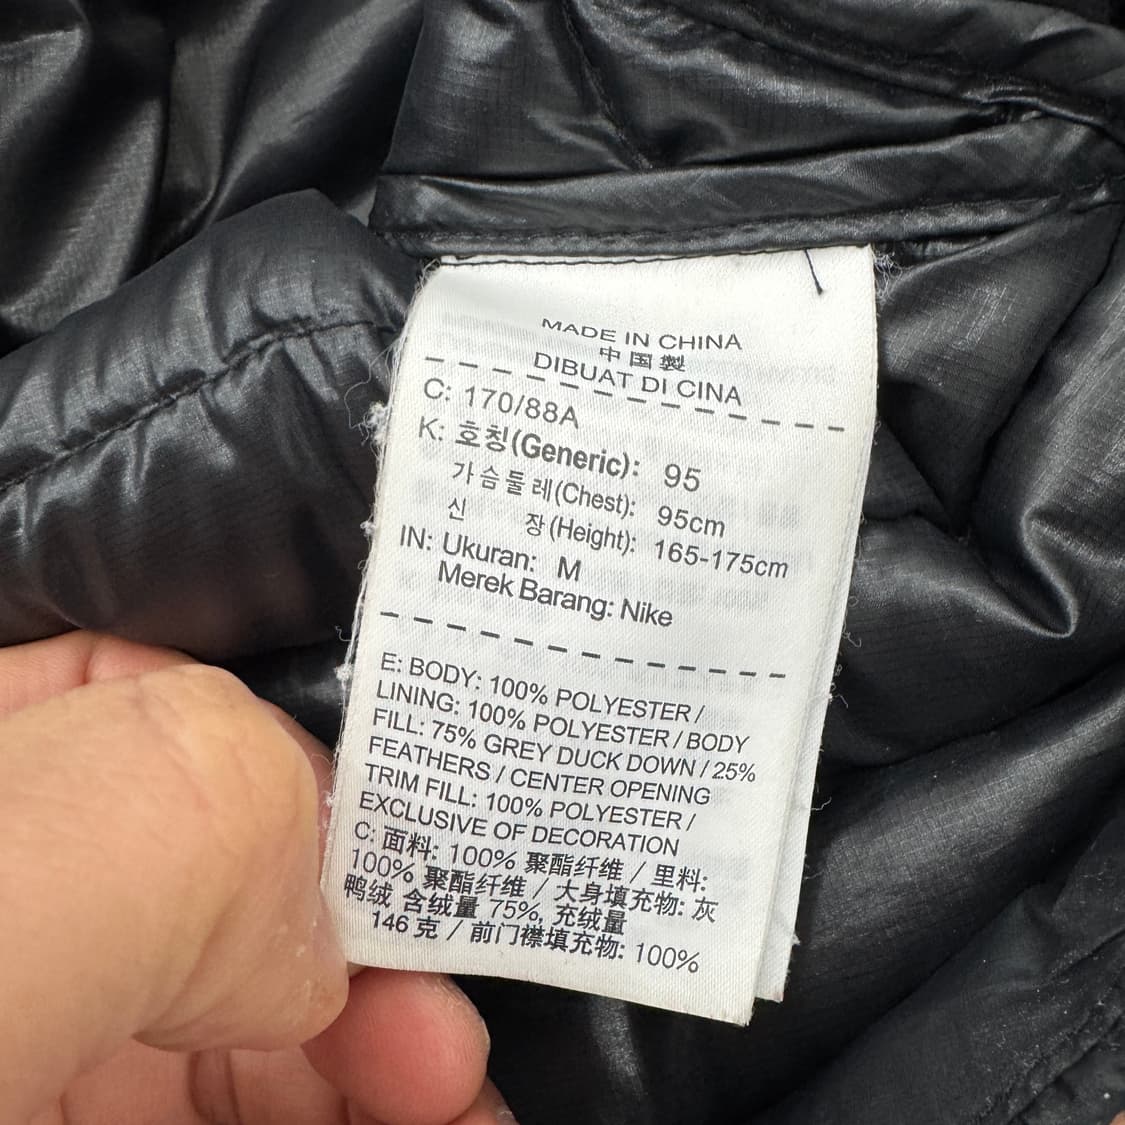 MADE IN CHINA
中国製
DIBUAT DI CINA
C: 170/88A
K: 호칭(Generic): 95
가슴둘레(Chest): 95cm
신 장(Height): 165-175cm
IN: Ukuran: M
Merek Barang: Nike
E: BODY: 100% POLYESTER /
LINING: 100% POLYESTER / BODY
FILL: 75% GREY DUCK DOWN / 25%
FEATHERS / CENTER OPENING
TRIM FILL: 100% POLYESTER /
EXCLUSIVE OF DECORATION
C: 面料: 100% 聚酯纤维 / 里料:
100% 聚酯纤维 / 大身填充物: 灰
鸭绒 含绒量 75%, 充绒量
146 克 / 前门襟填充物: 100%